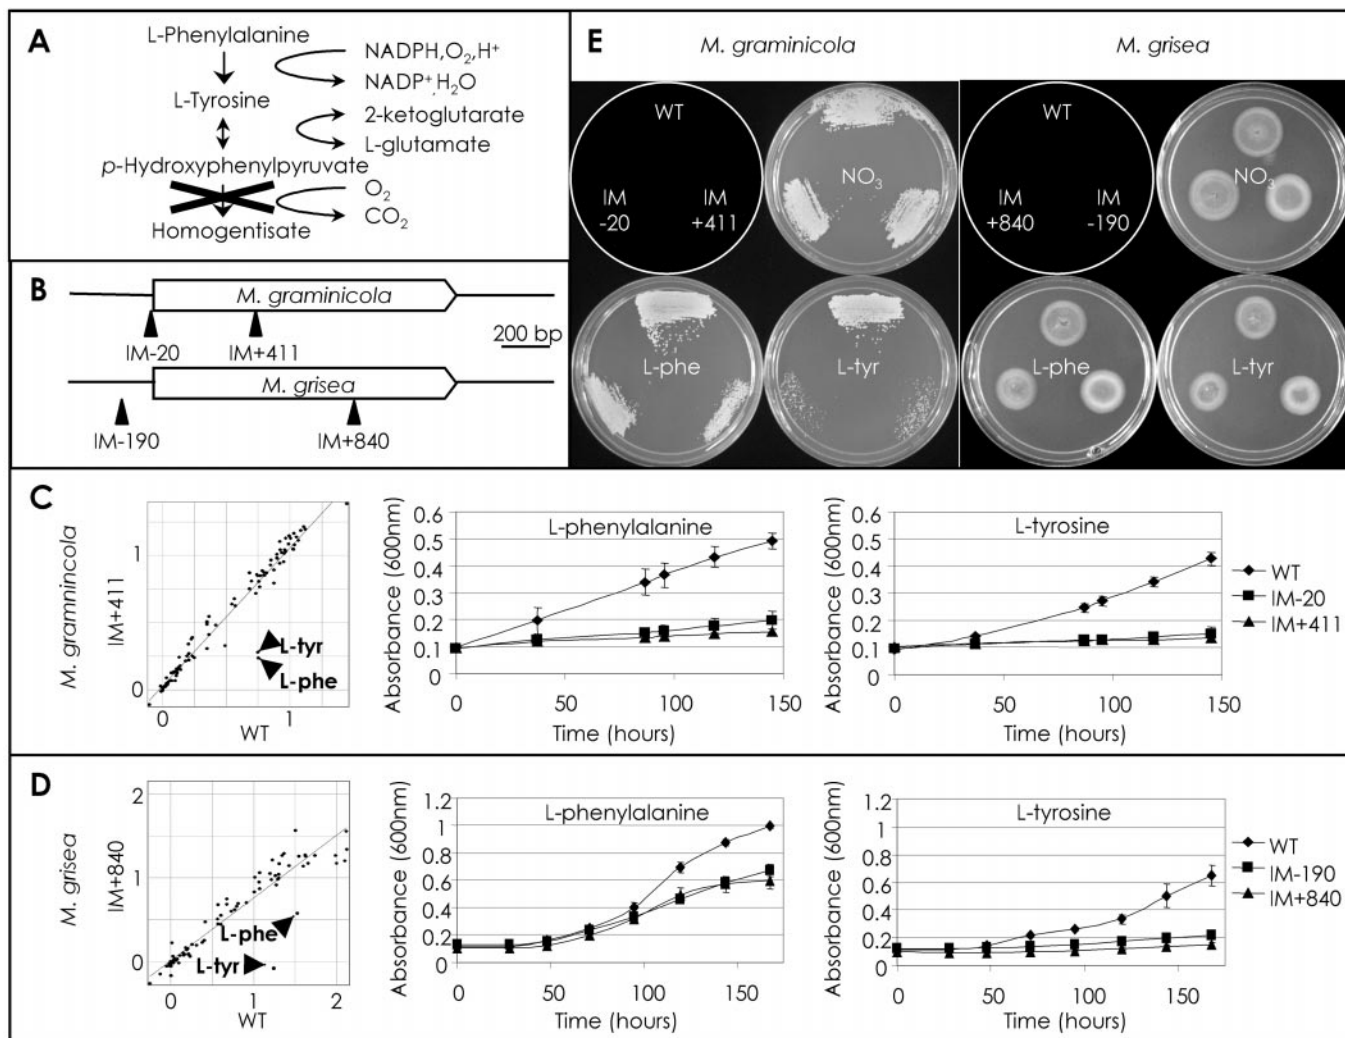 A
L-Phenylalanine
NADPH,O2,H+
NADP+,H2O
L-Tyrosine
2-ketoglutarate
L-glutamate
p-Hydroxyphenylpyruvate
O2
CO2
Homogentisate
B
M. graminicola
200 bp
IM-20
IM+411
M. grisea
IM-190
IM+840
E
M. graminicola
M. grisea
WT
IM -20
IM +411
NO3
L-phe
L-tyr
WT
IM +840
IM -190
NO3
L-phe
L-tyr
C
M. gramnincola
IM+411
1
0
L-tyr
L-phe
0 1
WT
L-phenylalanine
Absorbance (600nm)
0.6
0.5
0.4
0.3
0.2
0.1
0
0 50 100 150
Time (hours)
L-tyrosine
Absorbance (600nm)
0.6
0.5
0.4
0.3
0.2
0.1
0
0 50 100 150
Time (hours)
WT
IM-20
IM+411
D
M. grisea
IM+840
2
1
0
L-phe
L-tyr
0 1 2
WT
L-phenylalanine
Absorbance (600nm)
1.2
1
0.8
0.6
0.4
0.2
0
0 50 100 150
Time (hours)
L-tyrosine
Absorbance (600nm)
1.2
1
0.8
0.6
0.4
0.2
0
0 50 100 150
Time (hours)
WT
IM-190
IM+840